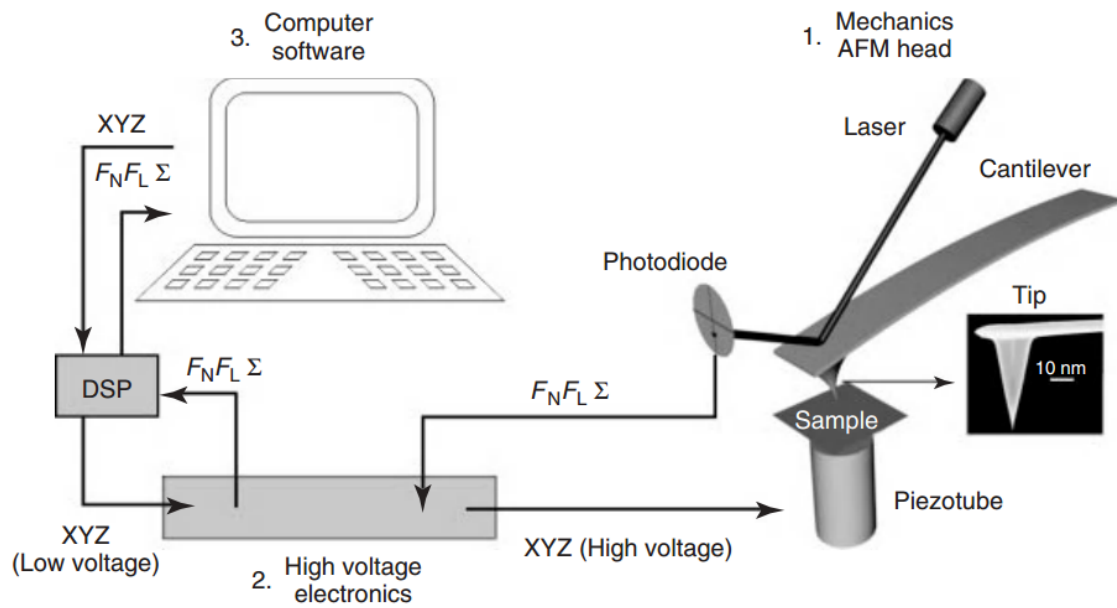 3. Computer
software
1. Mechanics
AFM head
XYZ
F_N F_L Σ
Laser
Cantilever
Photodiode
Tip
10 nm
DSP
F_N F_L Σ
F_N F_L Σ
Sample
Piezotube
XYZ
(Low voltage)
XYZ (High voltage)
2. High voltage
electronics